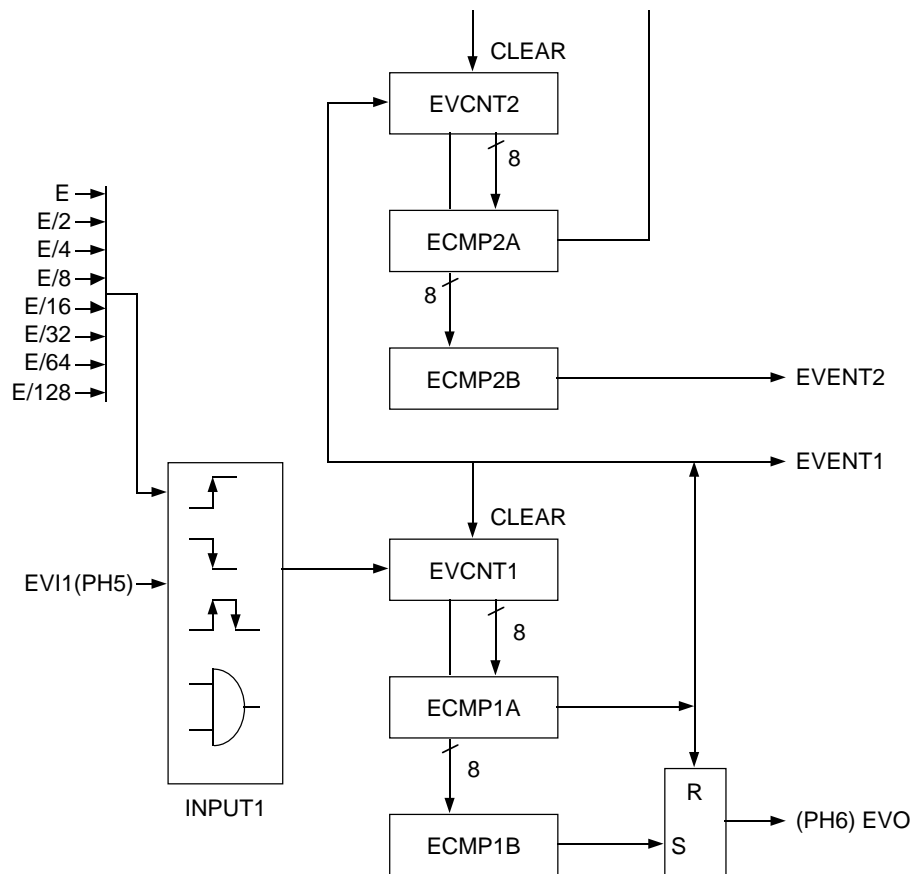 CLEAR
EVCNT2
8
E
E/2
E/4
E/8
E/16
E/32
E/64
E/128
ECMP2A
8
ECMP2B
EVENT2
EVENT1
CLEAR
EVI1(PH5)
EVCNT1
8
ECMP1A
8
INPUT1
R
S
(PH6) EVO
ECMP1B